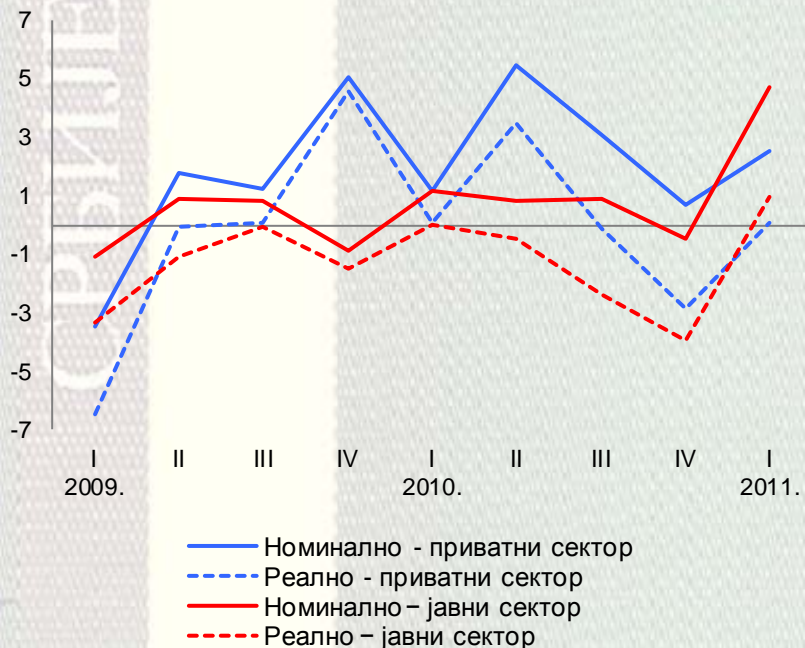 7
5
3
1
-1
-3
-5
-7
I II III IV I II III IV I
2009. 2010. 2011.
Номинално - приватни сектор
Реално - приватни сектор
Номинално – јавни сектор
Реално – јавни сектор